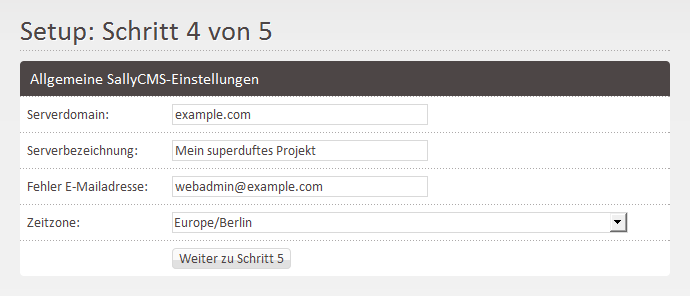 Setup: Schritt 4 von 5
Allgemeine SallyCMS-Einstellungen
Serverdomain: example.com
Serverbezeichnung: Mein superduftes Projekt
Fehler E-Mailadresse: webadmin@example.com
Zeitzone: Europe/Berlin
Weiter zu Schritt 5